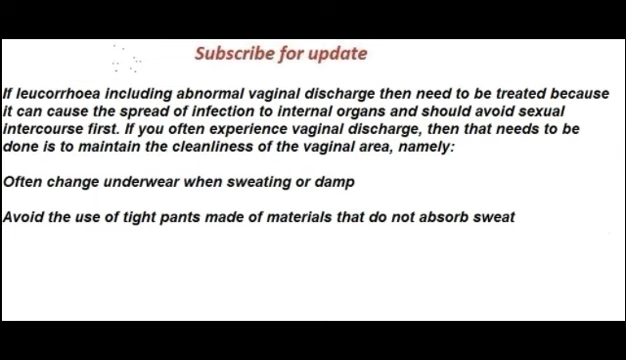 Subscribe for update
If leucorrhoea including abnormal vaginal discharge then need to be treated because
it can cause the spread of infection to internal organs and should avoid sexual
intercourse first. If you often experience vaginal discharge, then that needs to be
done is to maintain the cleanliness of the vaginal area, namely:
Often change underwear when sweating or damp
Avoid the use of tight pants made of materials that do not absorb sweat